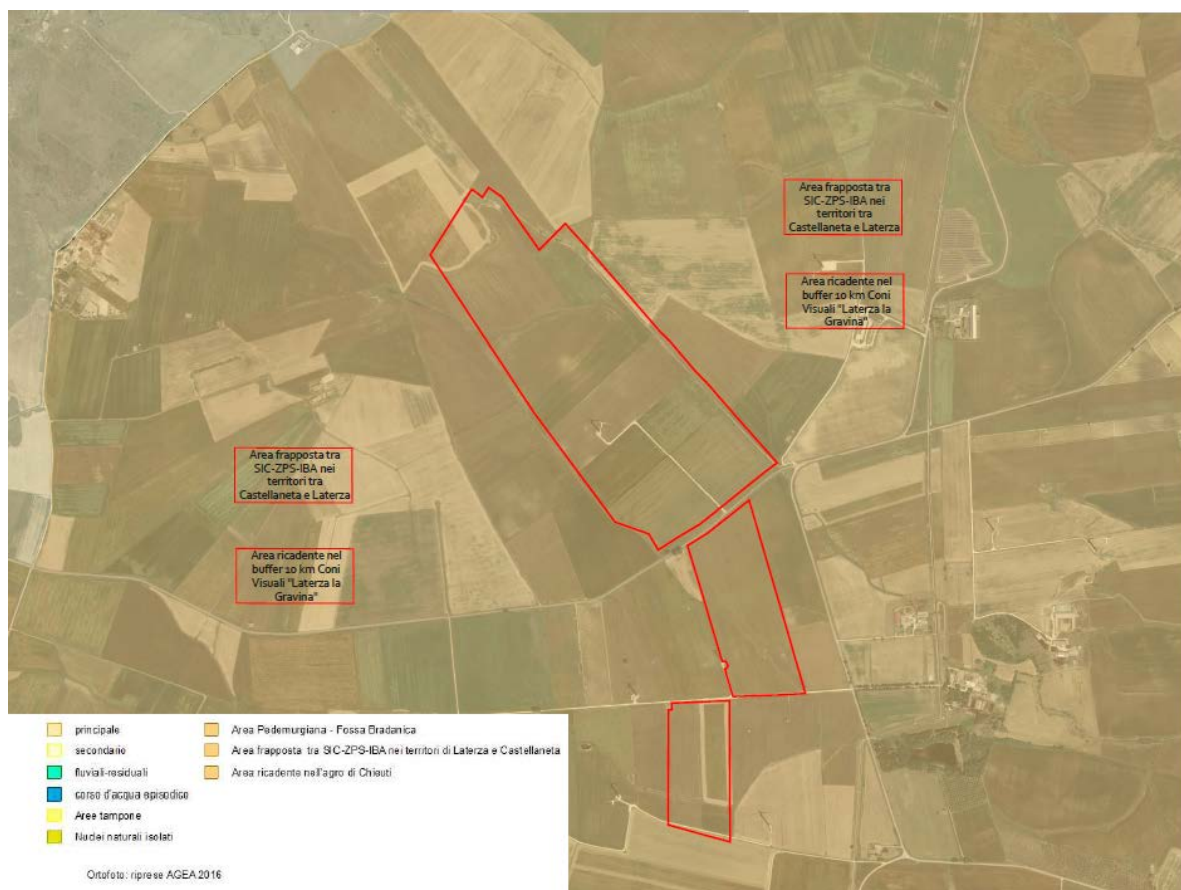 Area frapposta tra
SIC-ZPS-IBA nei
territori tra
Castellaneta e Laterza
Area ricadente nel
buffer 10 km Coni
Visuali "Laterza la
Gravina"
Area frapposta tra
SIC-ZPS-IBA nei
territori tra
Castellaneta e Laterza
Area ricadente nel
buffer 10 km Coni
Visuali "Laterza la
Gravina"
principale
secondario
fluviali-residuali
corso d'acqua episodico
Aree tampone
Nuclei naturali isolati
Area Pedemurgiana - Fossa Bradanica
Area frapposta tra SIC-ZPS-IBA nei territori di Laterza e Castellaneta
Area ricadente nell'agro di Chieuti
Ortofoto: riprese AGEA 2016